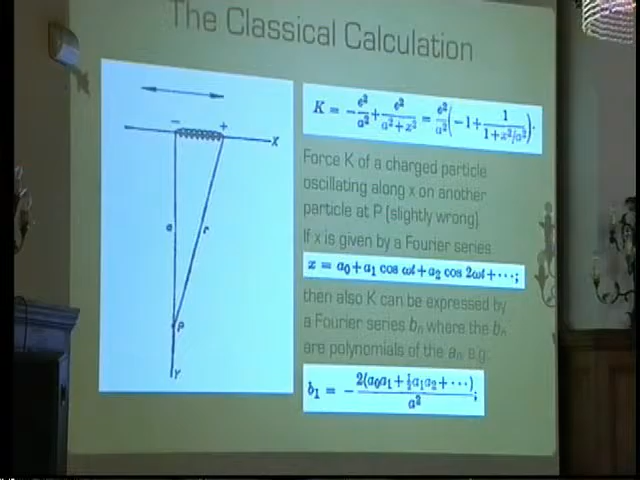 The Classical Calculation
− +
X
a r
P
Y
K = −e²/a² + e²/(a² + x²) = e²/a² (−1 + 1/(1 + x²/a²)).
Force K of a charged particle
oscillating along x on another
particle at P (slightly wrong)
If x is given by a Fourier series
x = a₀ + a₁ cos ωt + a₂ cos 2ωt + ⋯;
then also K can be expressed by
a Fourier series bₙ where the bₙ
are polynomials of the aₙ e.g.
b₁ = − 2(a₀a₁ + ½a₁a₂ + ⋯)/a²;